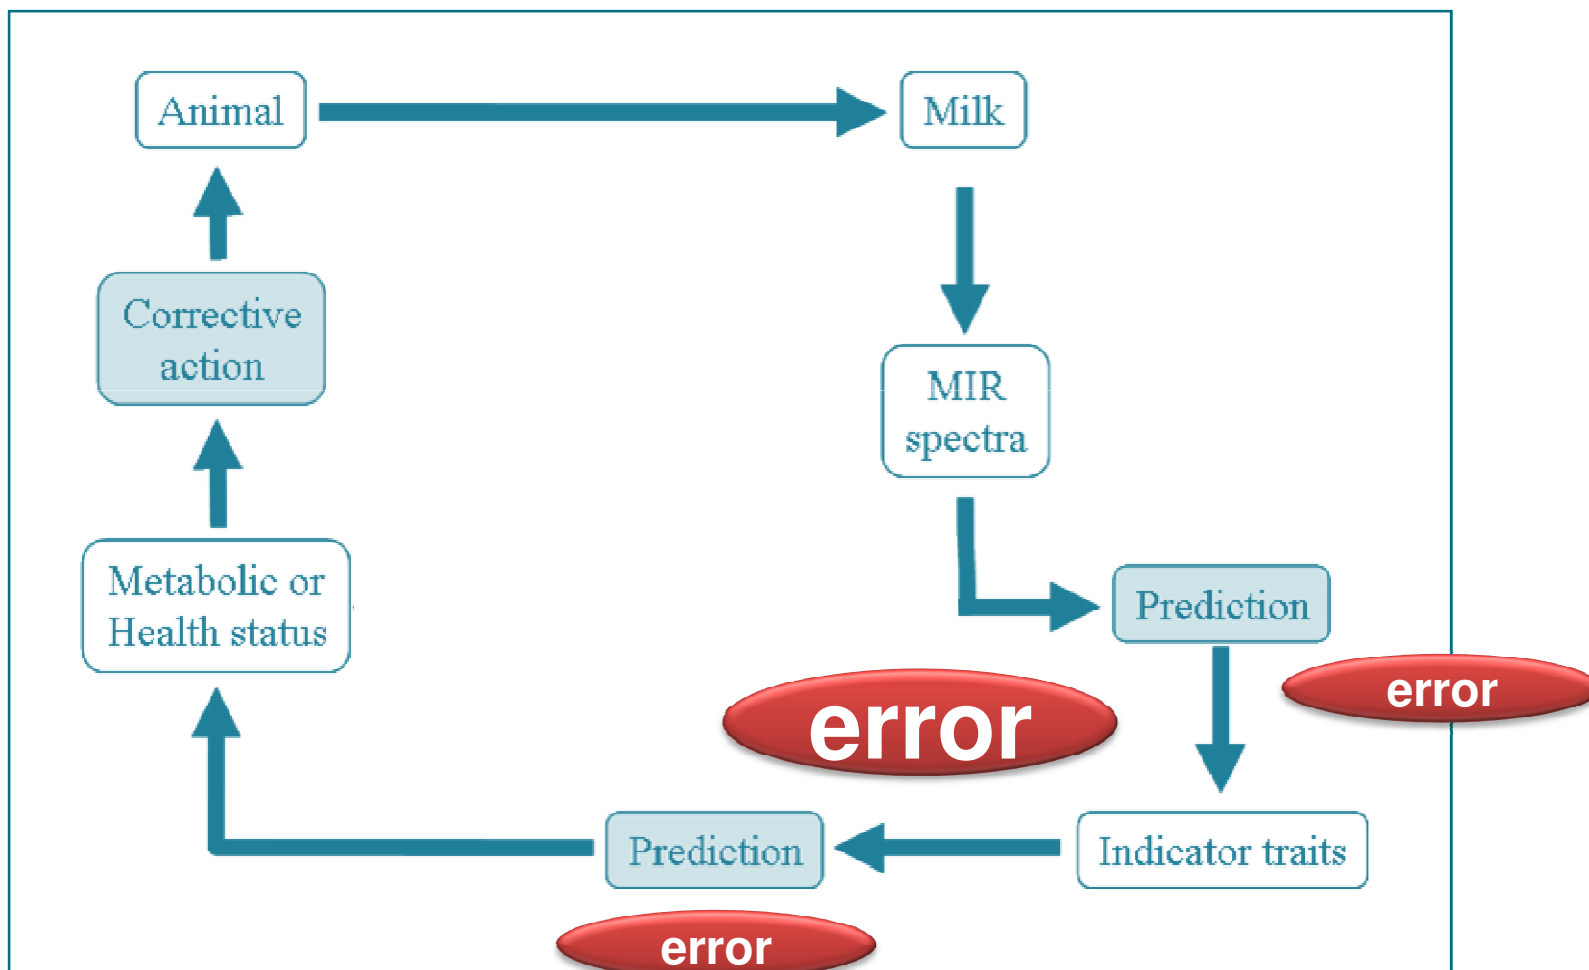 Animal
Milk
Corrective
action
MIR
spectra
Metabolic or
Health status
Prediction
error
error
Prediction
Indicator traits
error